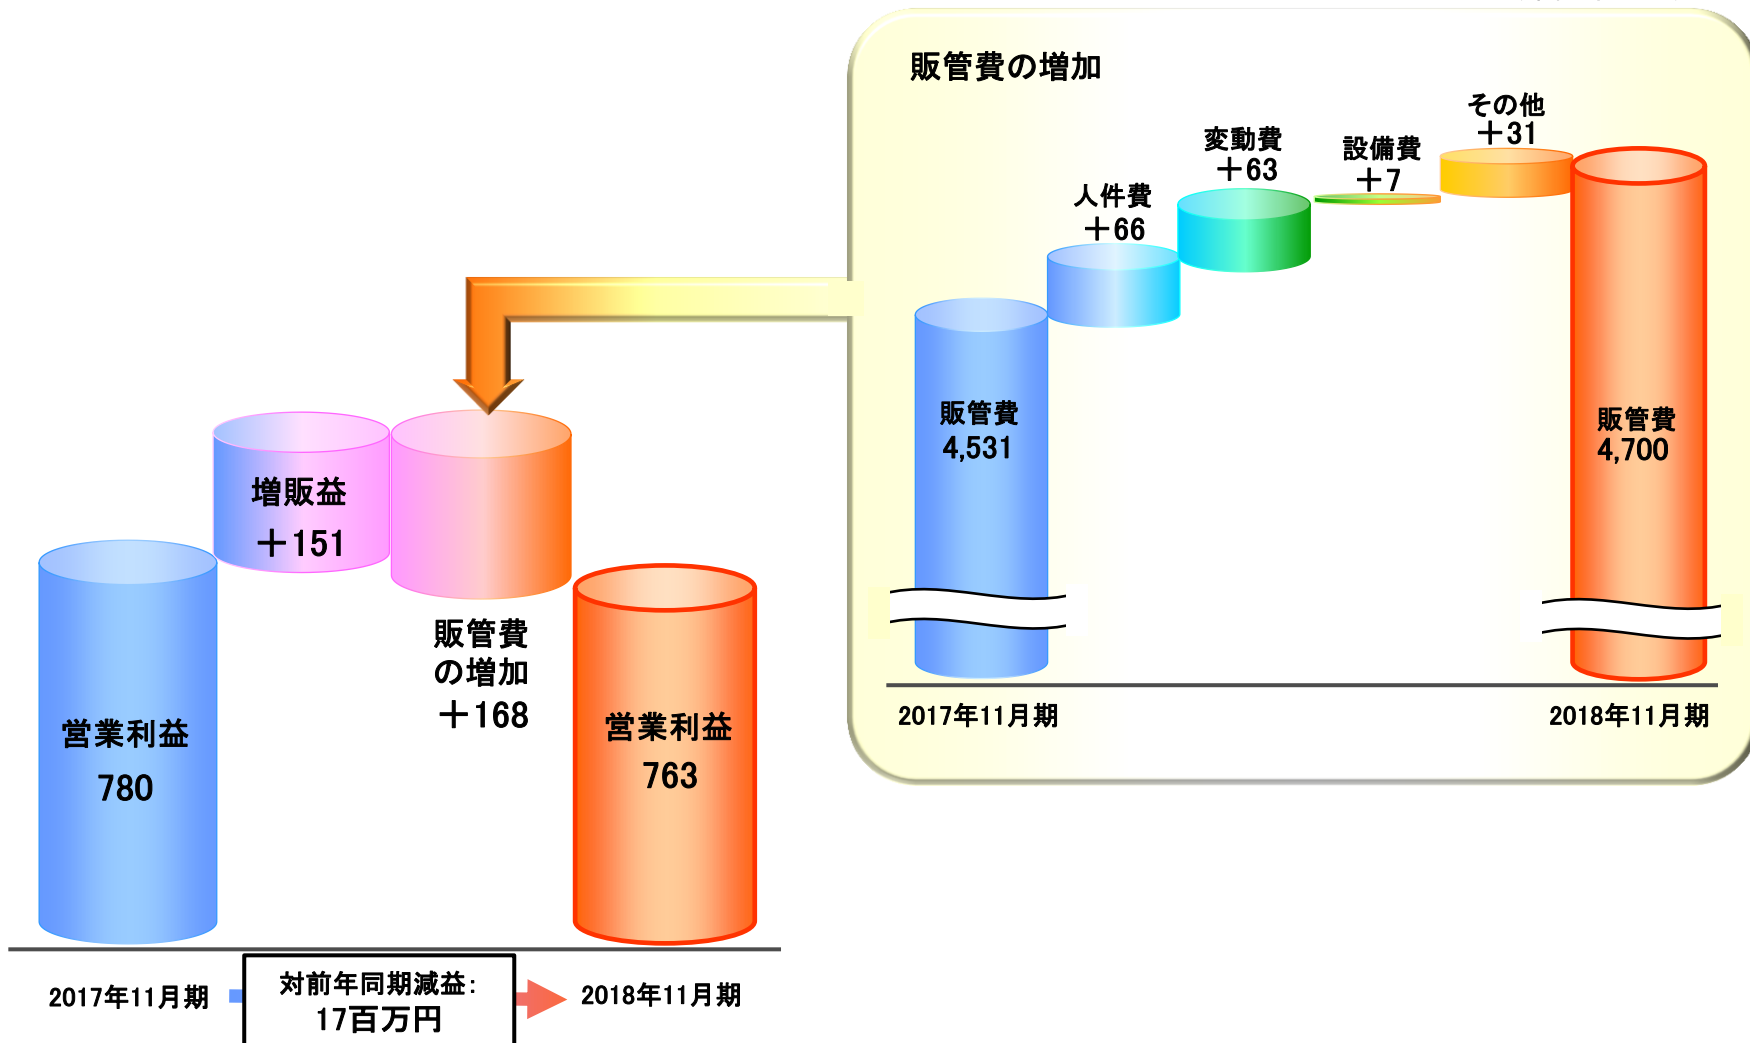 販管費の増加
その他
＋31
変動費
＋63
設備費
＋7
人件費
＋66
販管費
4,531
販管費
4,700
2017年11月期
2018年11月期
増販益
＋151
販管費
の増加
＋168
営業利益
780
営業利益
763
2017年11月期
対前年同期減益：
17百万円
2018年11月期